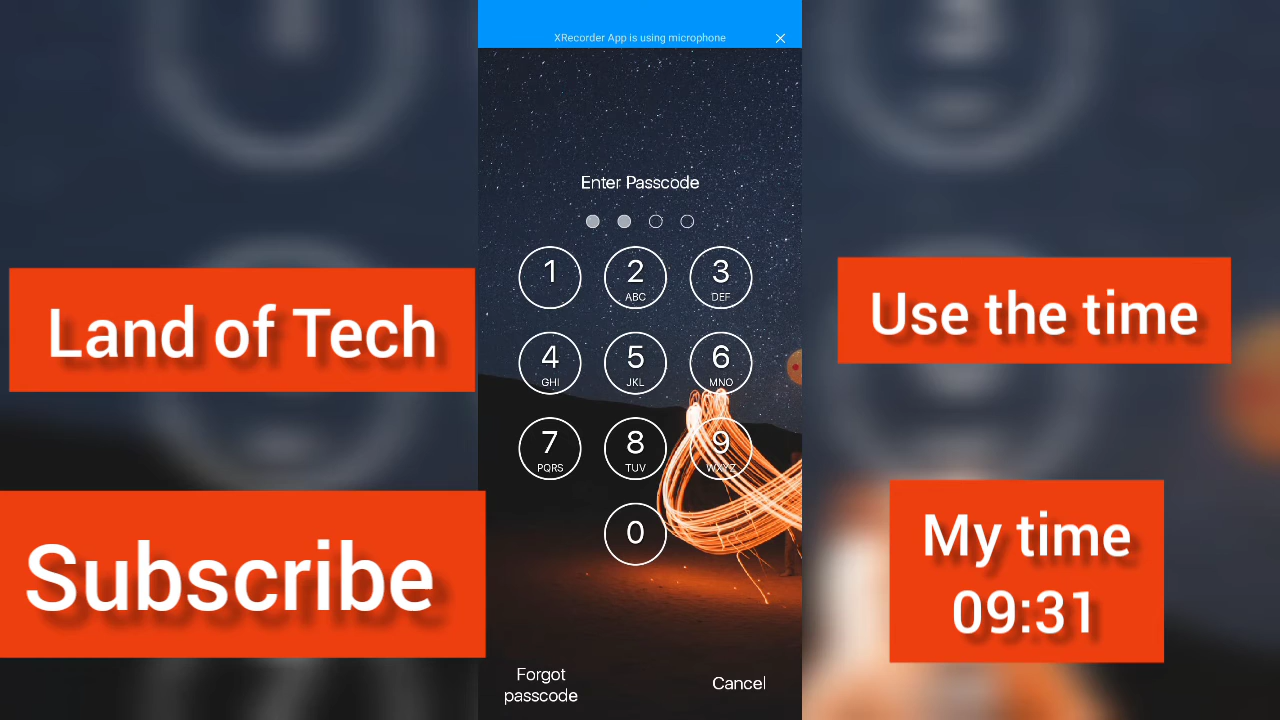 XRecorder App is using microphone
Enter Passcode
1
2
ABC
3
DEF
4
GHI
5
JKL
6
MNO
7
PQRS
8
TUV
9
WXYZ
0
Forgot
passcode
Cancel
Land of Tech
Subscribe
Use the time
My time
09:31